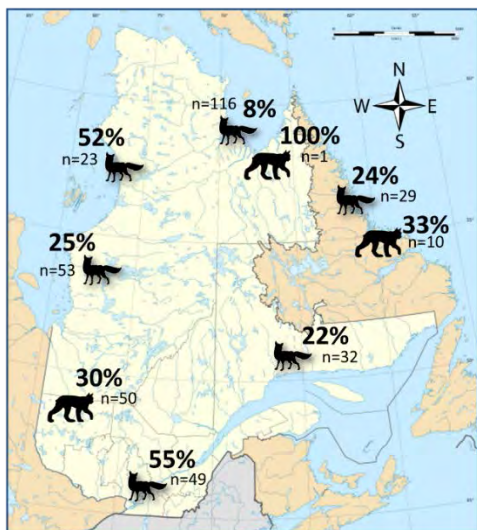 n=116 8%
52%
n=23
100%
n=1
N
W E
S
24%
n=29
33%
n=10
25%
n=53
22%
n=32
30%
n=50
55%
n=49